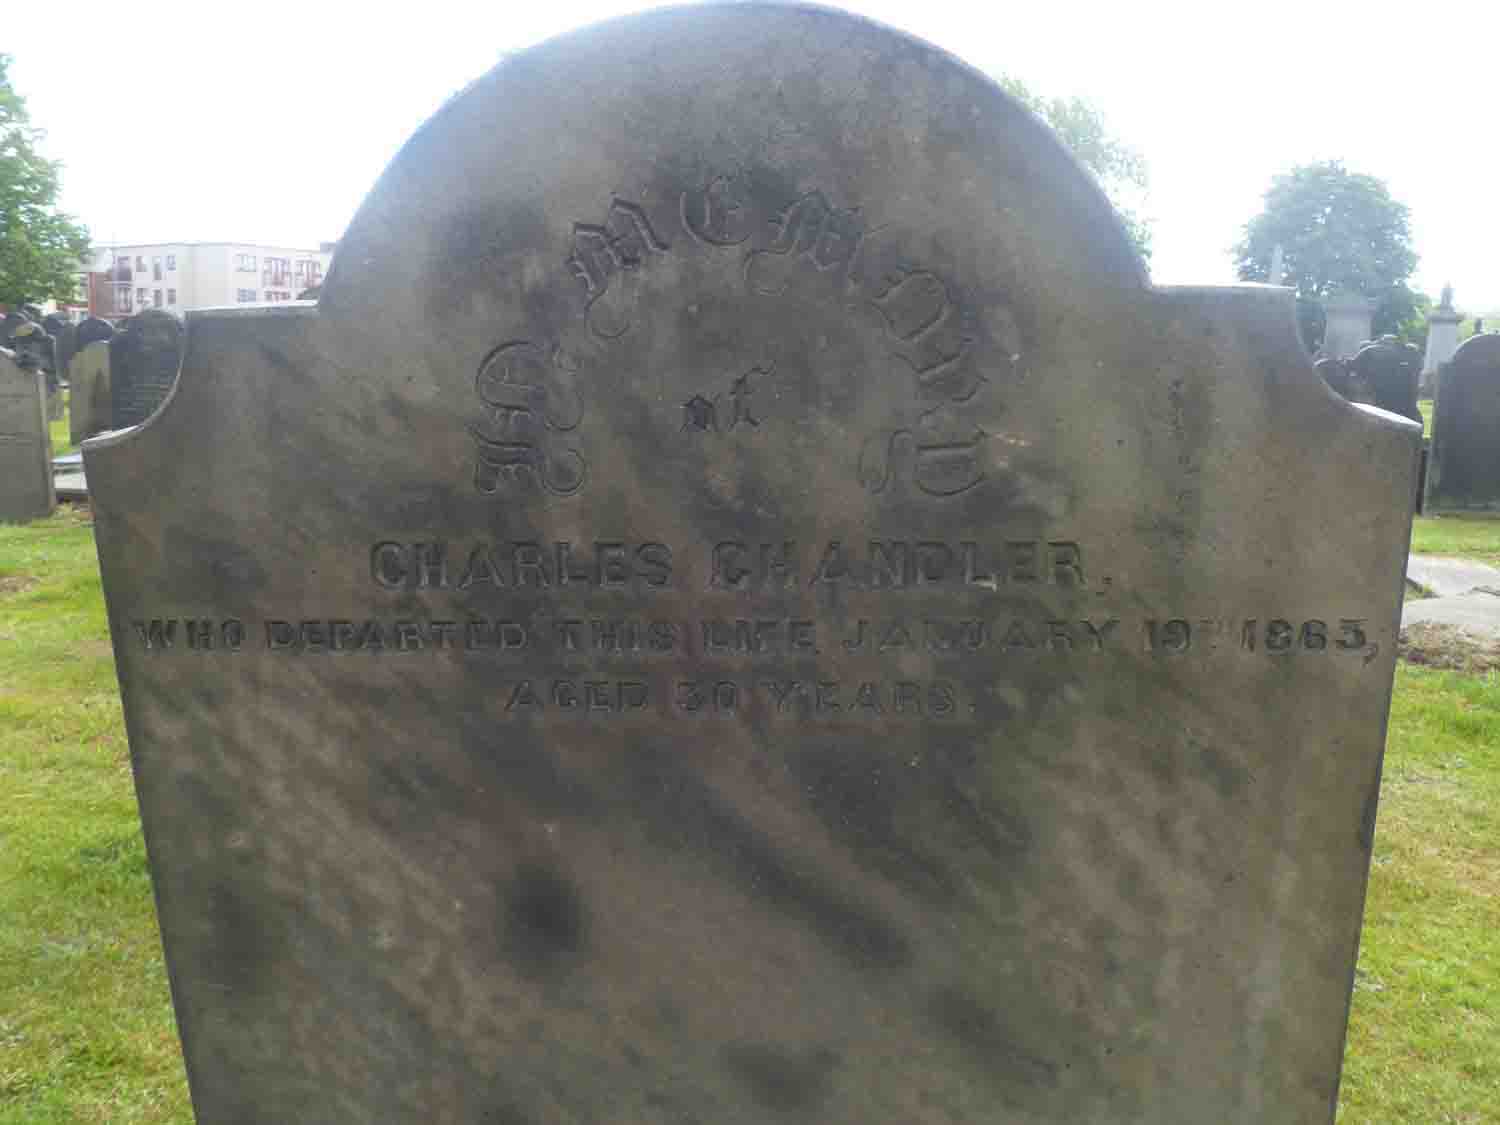 IN MEMORY
of
CHARLES CHANDLER,
WHO DEPARTED THIS LIFE JANUARY 19TH 1863,
AGED 30 YEARS.